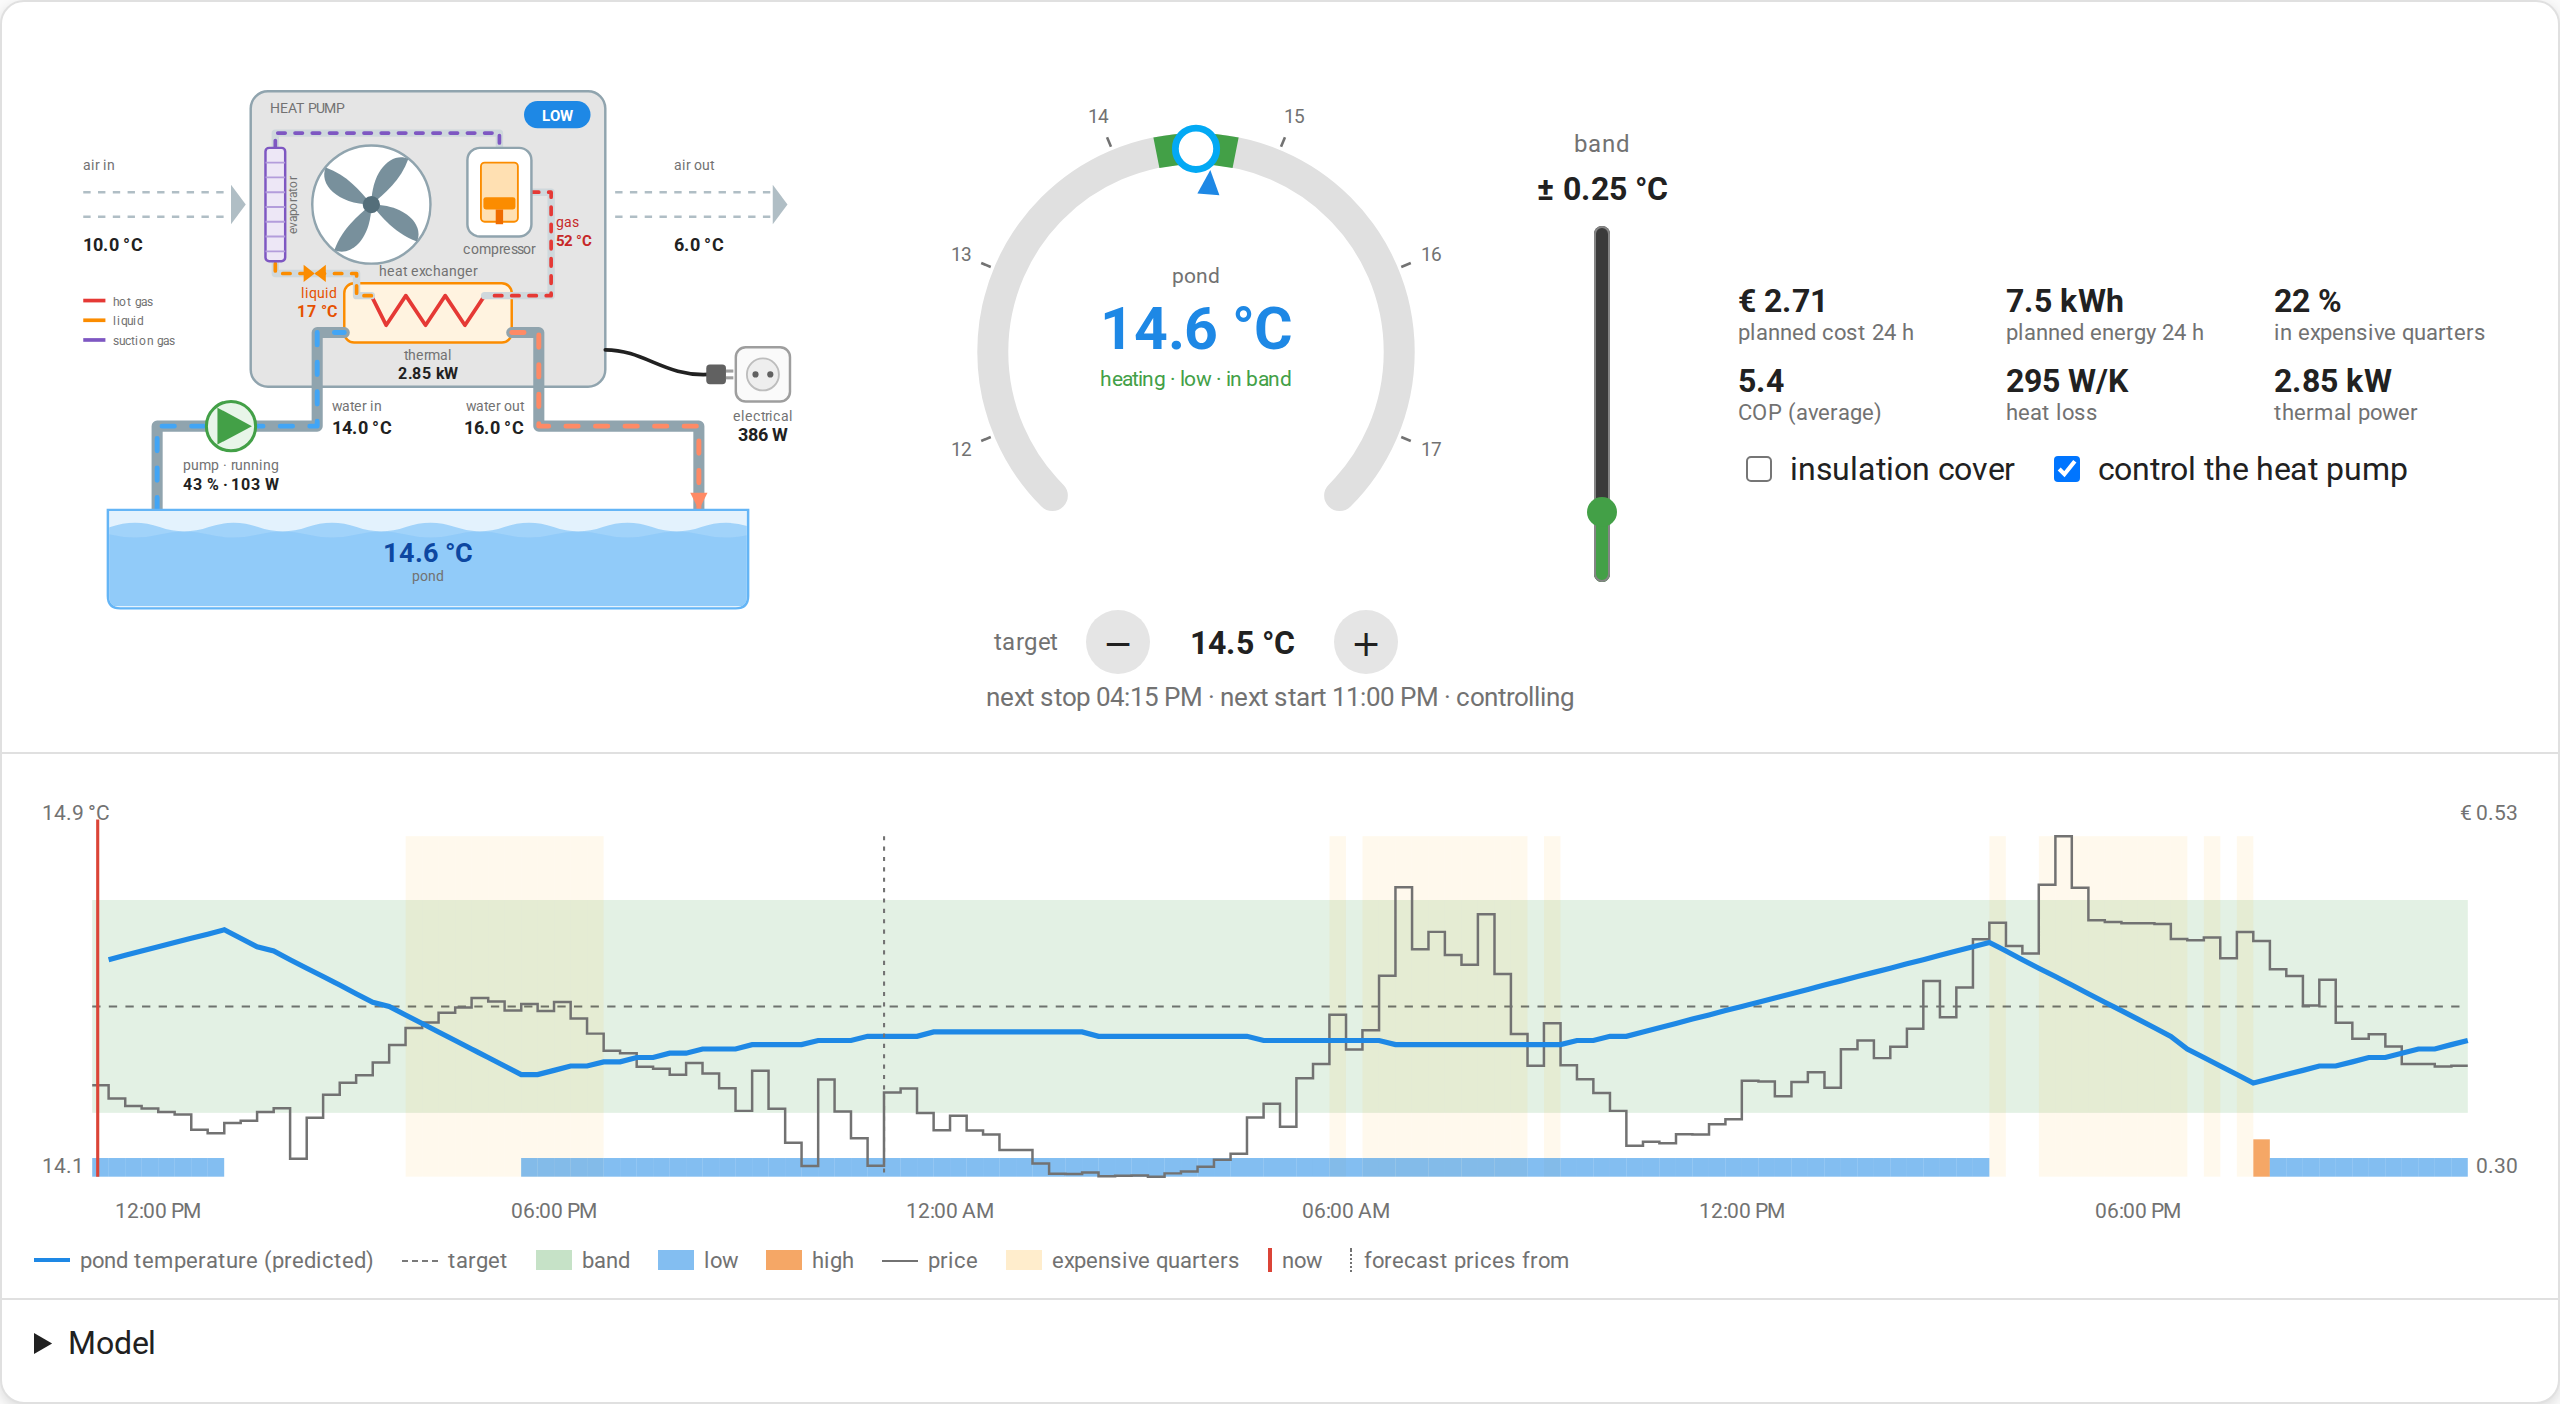 HEAT PUMP
LOW
air in
10.0 °C
evaporator
compressor
gas
52 °C
air out
6.0 °C
heat exchanger
liquid
17 °C
hot gas
liquid
suction gas
thermal
2.85 kW
water in
14.0 °C
water out
16.0 °C
electrical
386 W
pump · running
43 % · 103 W
14.6 °C
pond
12
13
14
15
16
17
pond
14.6 °C
heating · low · in band
band
± 0.25 °C
target
−
14.5 °C
+
next stop 04:15 PM · next start 11:00 PM · controlling
€ 2.71
planned cost 24 h
7.5 kWh
planned energy 24 h
22 %
in expensive quarters
5.4
COP (average)
295 W/K
heat loss
2.85 kW
thermal power
insulation cover
control the heat pump
14.9 °C
€ 0.53
14.1
0.30
12:00 PM
06:00 PM
12:00 AM
06:00 AM
12:00 PM
06:00 PM
pond temperature (predicted)
target
band
low
high
price
expensive quarters
now
forecast prices from
Model